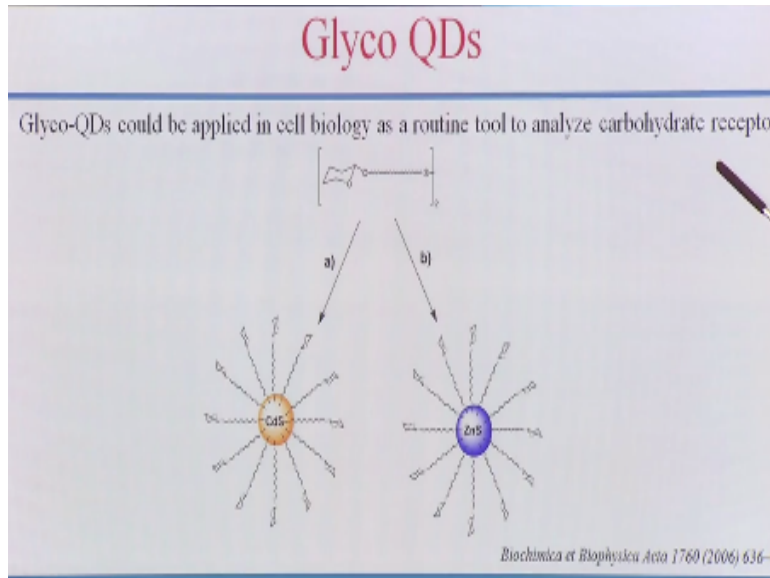 Glyco QDs
Glyco-QDs could be applied in cell biology as a routine tool to analyze carbohydrate recepto
a)
b)
CdS
ZnS
Biochimica et Biophysica Acta 1760 (2006) 636-